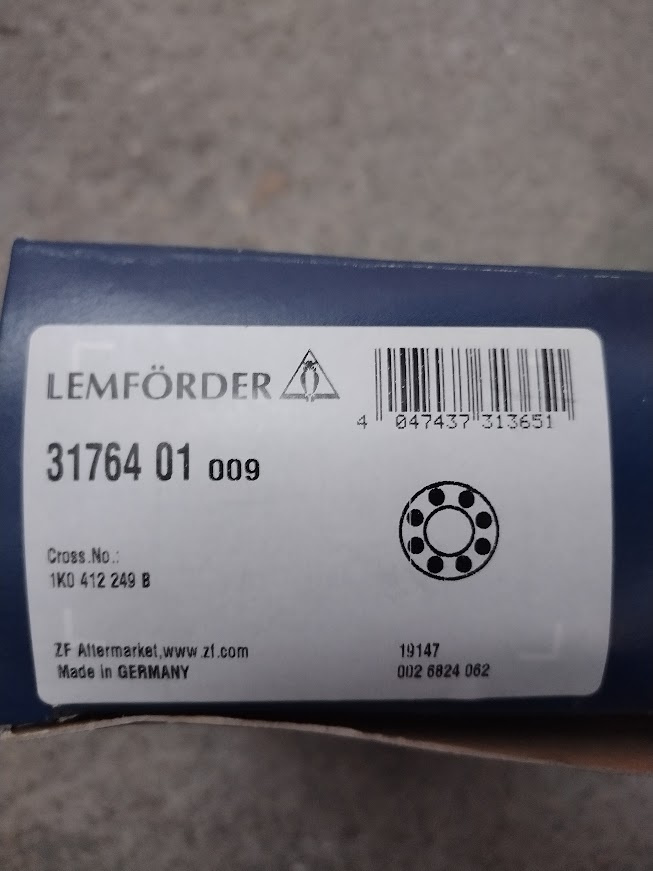 LEMFÖRDER
4 047437 313651
31764 01 009
Cross.No.:
1K0 412 249 B
ZF Aftermarket,www.zf.com
Made in GERMANY
19147
002 6824 062